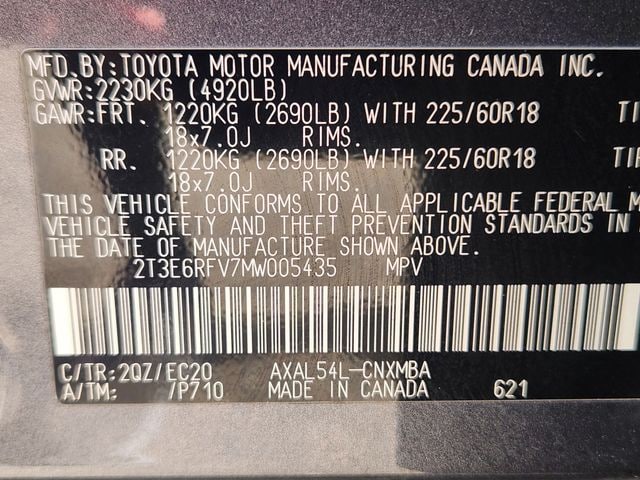 MFD.BY:TOYOTA MOTOR MANUFACTURING CANADA INC.
GVWR:2230KG (4920LB)
GAWR:FRT. 1220KG (2690LB) WITH 225/60R18 TI
18x7.0J RIMS.
RR. 1220KG (2690LB) WITH 225/60R18 TI
18x7.0J RIMS.
THIS VEHICLE CONFORMS TO ALL APPLICABLE FEDERAL M
VEHICLE SAFETY AND THEFT PREVENTION STANDARDS IN
THE DATE OF MANUFACTURE SHOWN ABOVE.
2T3E6RFV7MW005435 MPV
C/TR:2QZ/EC20 AXAL54L-CNXMBA
A/TM: /P710 MADE IN CANADA 621